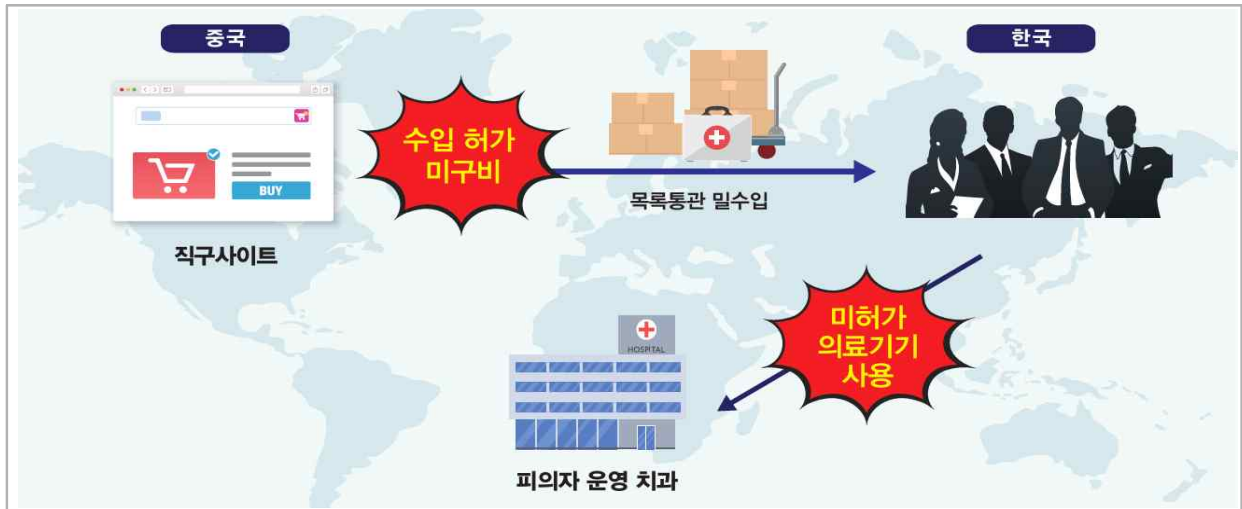 중국
한국
수입 허가
미구비
BUY
목록통관 밀수입
직구사이트
미허가
의료기기
사용
HOSPITAL
피의자 운영 치과